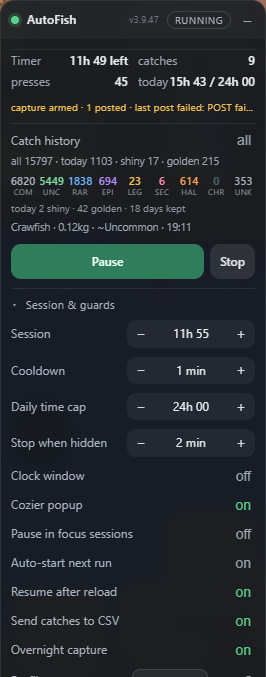 AutoFish v3.9.47 RUNNING –
Timer 11h 49 left catches 9
presses 45 today 15h 43 / 24h 00
capture armed · 1 posted · last post failed: POST fai...
Catch history all
all 15797 · today 1103 · shiny 17 · golden 215
6820 5449 1838 694 23 6 614 0 353
COM UNC RAR EPI LEG SEC HAL CHR UNK
today 2 shiny · 42 golden · 18 days kept
Crawfish · 0.12kg · ~Uncommon · 19:11
Pause Stop
Session & guards
Session – 11h 55 +
Cooldown – 1 min +
Daily time cap – 24h 00 +
Stop when hidden – 2 min +
Clock window off
Cozier popup on
Pause in focus sessions off
Auto-start next run on
Resume after reload on
Send catches to CSV on
Overnight capture on